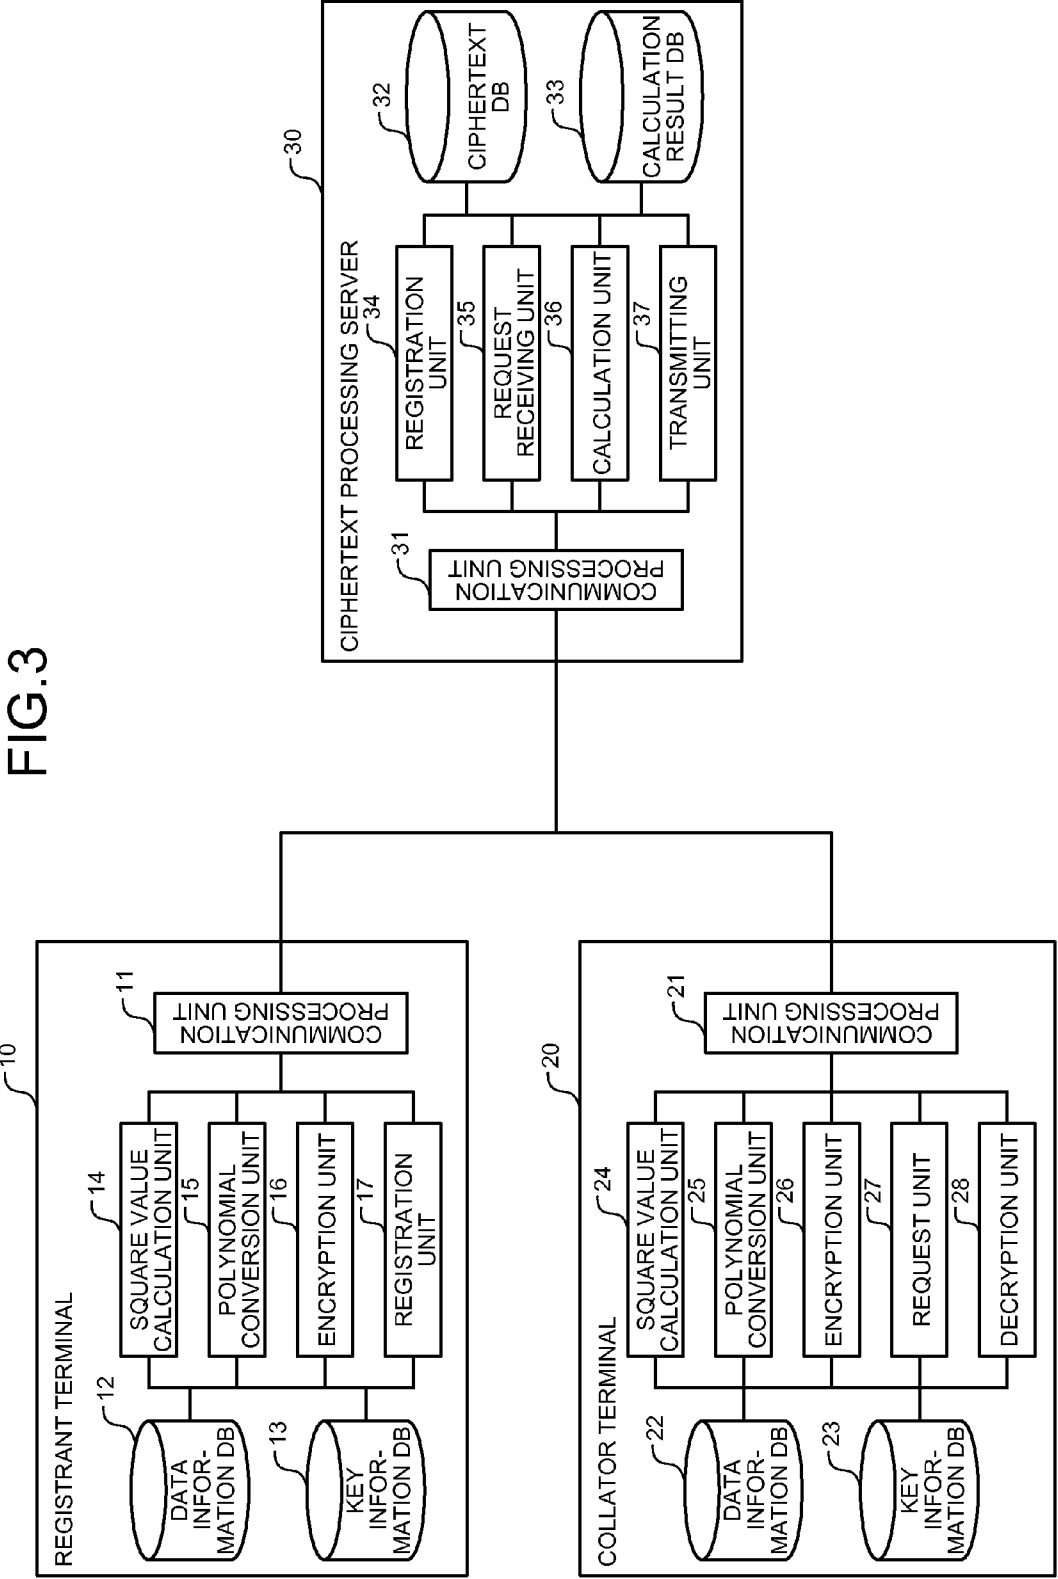 FIG.3
10
REGISTRANT TERMINAL
12
DATA
INFOR-
MATION DB
13
KEY
INFOR-
MATION DB
14
SQUARE VALUE
CALCULATION UNIT
15
POLYNOMIAL
CONVERSION UNIT
16
ENCRYPTION UNIT
17
REGISTRATION
UNIT
11
COMMUNICATION
PROCESSING UNIT
20
COLLATOR TERMINAL
22
DATA
INFOR-
MATION DB
23
KEY
INFOR-
MATION DB
24
SQUARE VALUE
CALCULATION UNIT
25
POLYNOMIAL
CONVERSION UNIT
26
ENCRYPTION UNIT
27
REQUEST UNIT
28
DECRYPTION UNIT
21
COMMUNICATION
PROCESSING UNIT
30
CIPHERTEXT PROCESSING SERVER
31
COMMUNICATION
PROCESSING UNIT
34
REGISTRATION
UNIT
35
REQUEST
RECEIVING UNIT
36
CALCULATION UNIT
37
TRANSMITTING
UNIT
32
CIPHERTEXT
DB
33
CALCULATION
RESULT DB